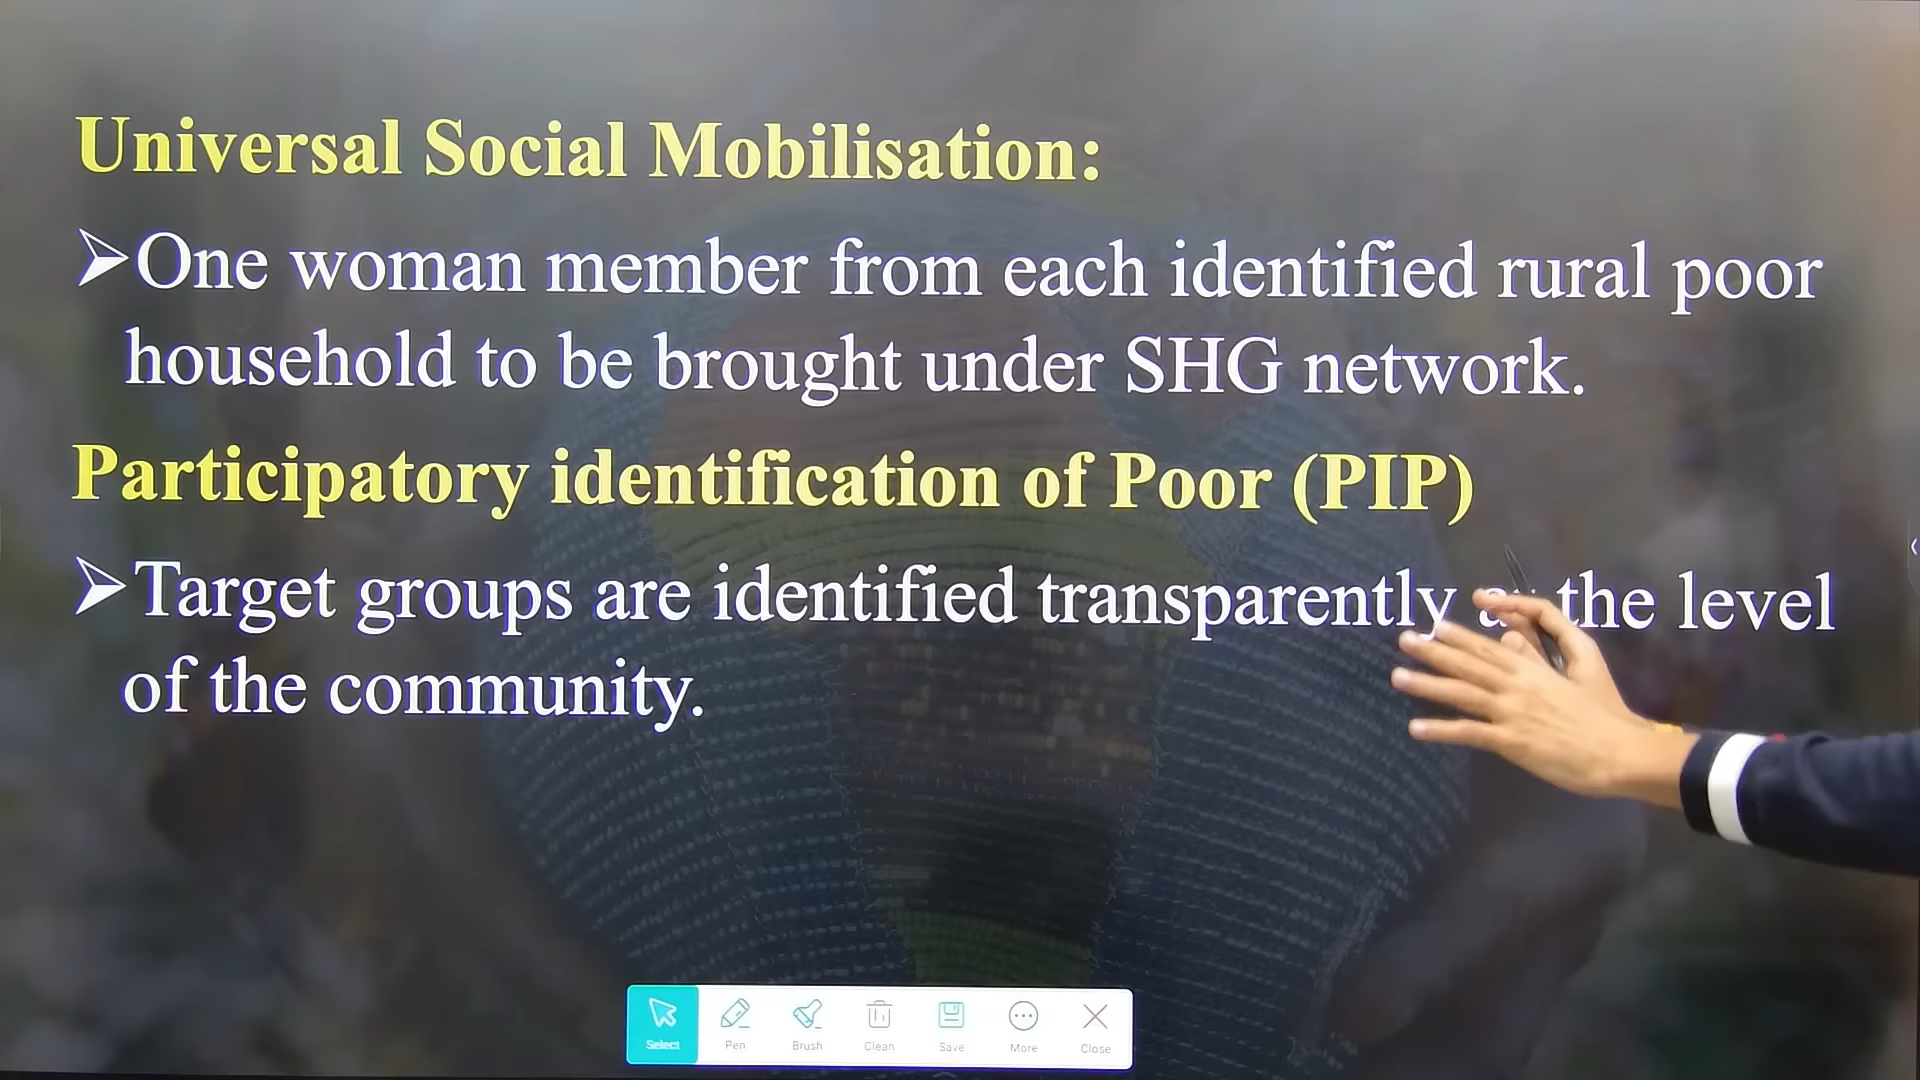 Universal Social Mobilisation:
➢One woman member from each identified rural poor
household to be brought under SHG network.
Participatory identification of Poor (PIP)
➢Target groups are identified transparently the level
of the community.
Select Pen Brush Clean Save More Close